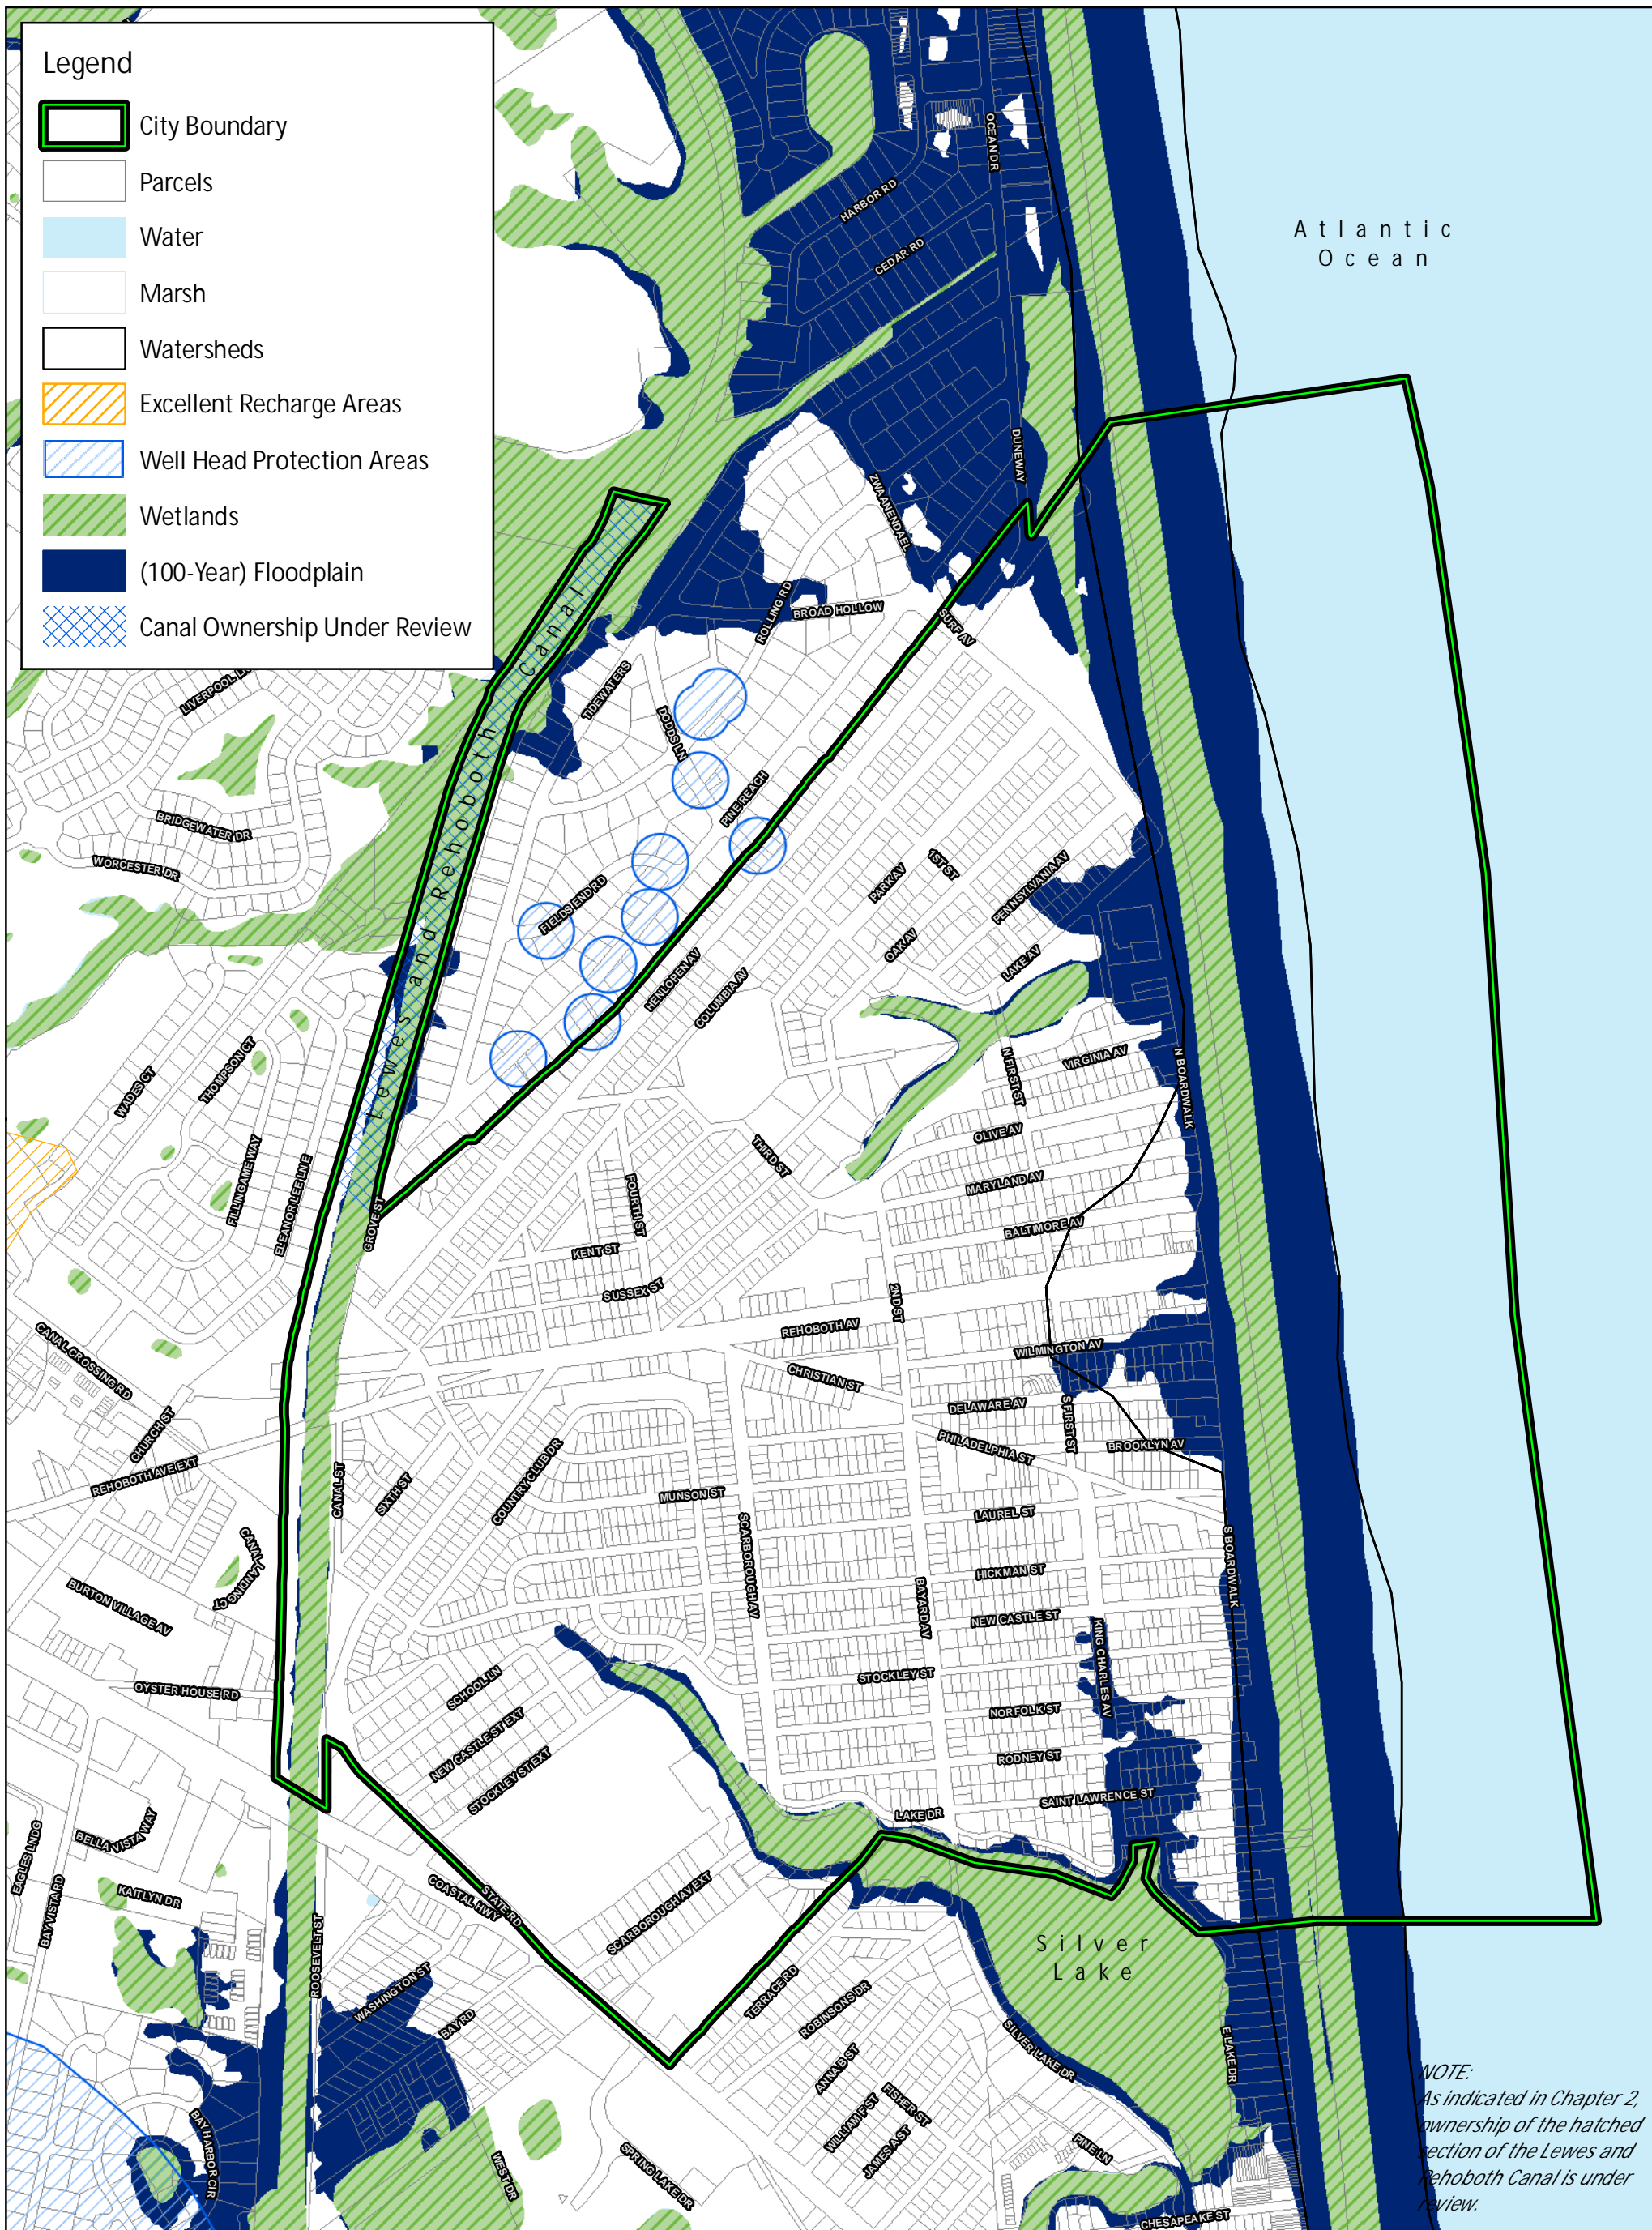 Legend
City Boundary
Parcels
Water
Marsh
Watersheds
Excellent Recharge Areas
Well Head Protection Areas
Wetlands
(100-Year) Floodplain
Canal Ownership Under Review
Atlantic
Ocean
OCEAN DR
HARBOR RD
CEDAR RD
DUNEWAY
ZWAANENDAEL
ROLLING RD
BROAD HOLLOW
SURF AV
TIDEWATERS
DODDS LN
PINE REACH
FIELDS END RD
Lewes and Rehoboth Canal
BRIDGEWATER DR
WORCESTER DR
PARK AV
1ST ST
PENNSYLVANIA AV
OAK AV
LAKE AV
HENLOPEN AV
COLUMBIA AV
WADES CT
THOMPSON CT
FILLINGAME WAY
ELEANOR LEE LN E
GROVE ST
N FIRST ST
VIRGINIA AV
N BOARDWALK
OLIVE AV
THIRD ST
MARYLAND AV
FOURTH ST
BALTIMORE AV
KENT ST
SUSSEX ST
2ND ST
REHOBOTH AV
WILMINGTON AV
CANAL CROSSING RD
CHRISTIAN ST
CHURCH ST
DELAWARE AV
S FIRST ST
PHILADELPHIA ST
BROOKLYN AV
REHOBOTH AVE EXT
CANAL ST
SIXTH ST
COUNTRY CLUB DR
MUNSON ST
LAUREL ST
SCARBOROUGH AV
S BOARDWALK
CANAL LANDING CT
BURTON VILLAGE AV
HICKMAN ST
BAYARD AV
NEW CASTLE ST
KING CHARLES AV
STOCKLEY ST
OYSTER HOUSE RD
SCHOOL LN
NORFOLK ST
NEW CASTLE ST EXT
RODNEY ST
STOCKLEY ST EXT
SAINT LAWRENCE ST
LAKE DR
BELLA VISTA WAY
EAGLES LNDG
BAY VISTA RD
KAITLYN DR
COASTAL HWY
STATE RD
SCARBOROUGH AV EXT
Silver
Lake
ROOSEVELT ST
WASHINGTON ST
BAY RD
TERRACE RD
ROBINSONS DR
SILVER LAKE DR
E LAKE DR
ANNA B ST
FISHER ST
WILLIAM F ST
JAMES A ST
PINE LN
BAY HARBOR CIR
WEST DR
SPRING LAKE DR
CHESAPEAKE ST
NOTE:
As indicated in Chapter 2,
ownership of the hatched
section of the Lewes and
Rehoboth Canal is under
review.